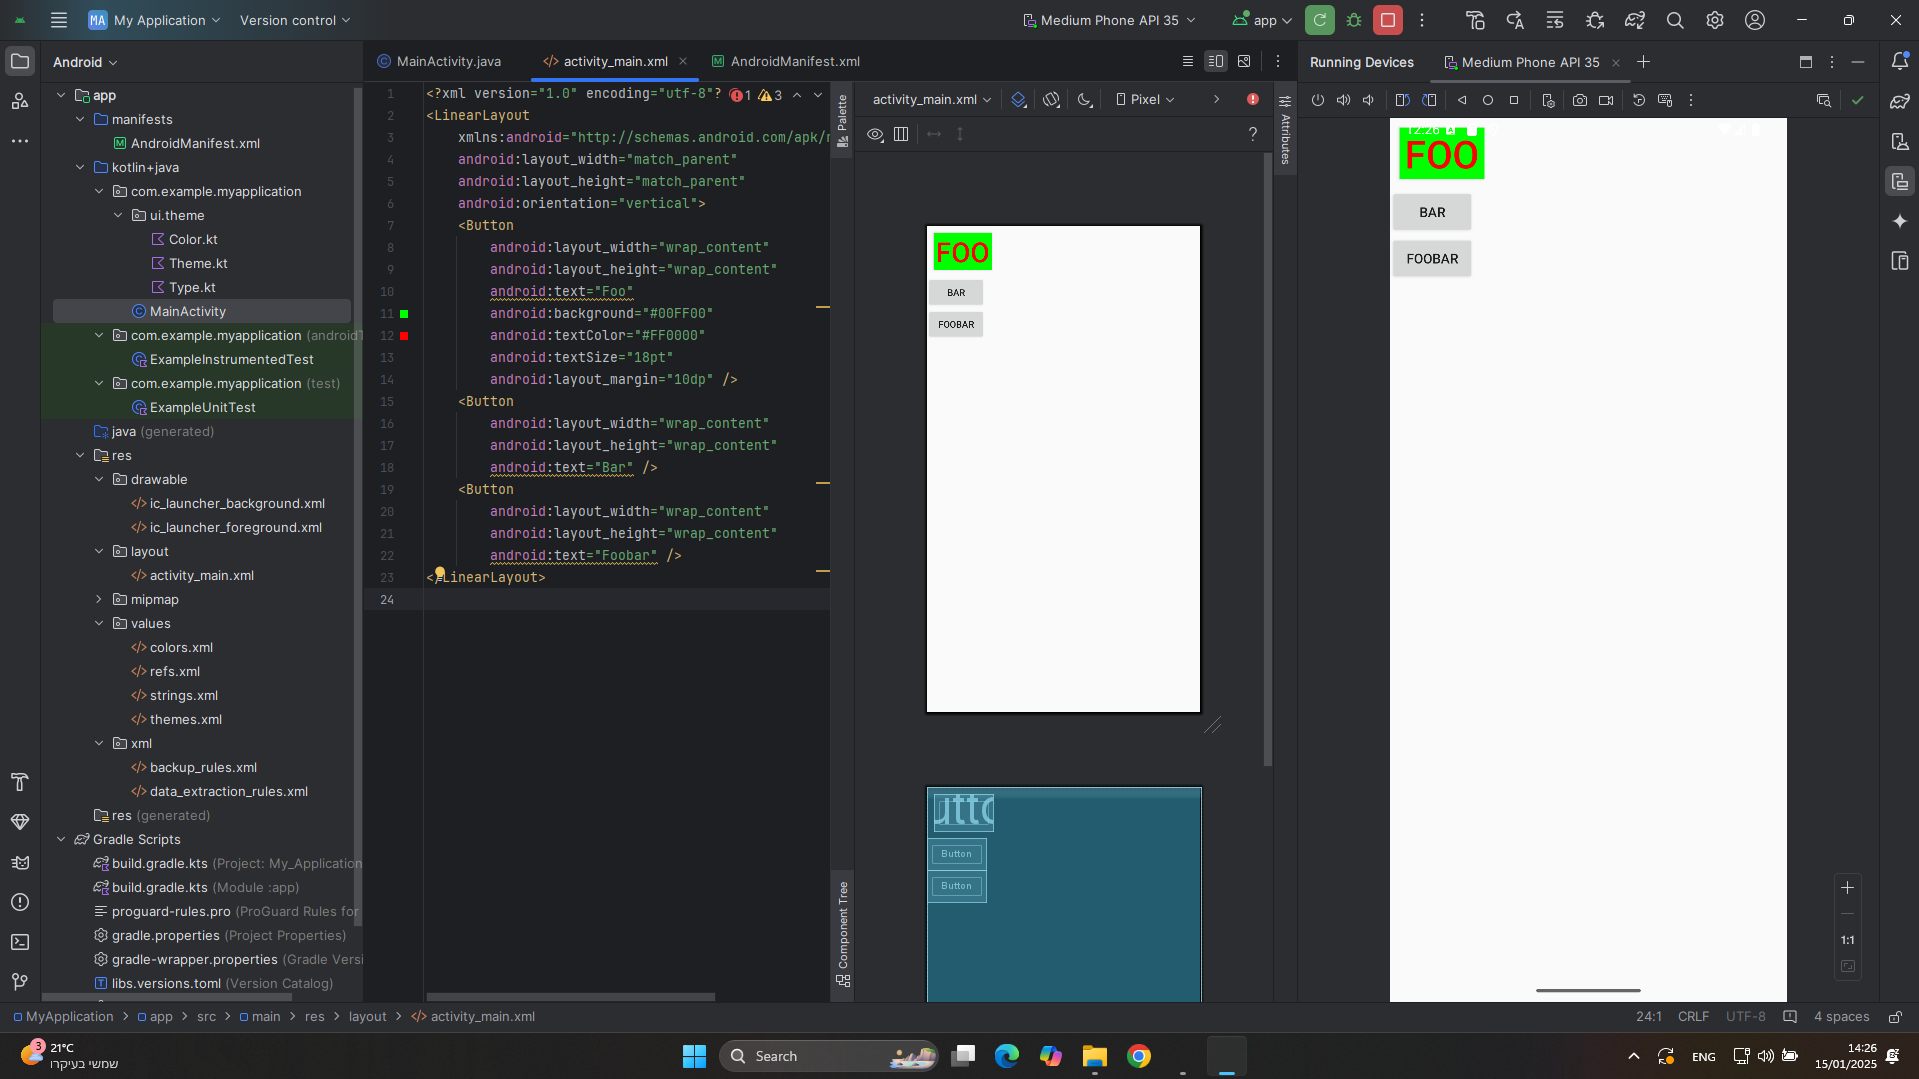 MA My Application
Version control
Medium Phone API 35
app
Android
MainActivity.java
activity_main.xml
AndroidManifest.xml
Running Devices
Medium Phone API 35
app
manifests
AndroidManifest.xml
kotlin+java
com.example.myapplication
ui.theme
Color.kt
Theme.kt
Type.kt
MainActivity
com.example.myapplication (android
ExampleInstrumentedTest
com.example.myapplication (test)
ExampleUnitTest
java (generated)
res
drawable
ic_launcher_background.xml
ic_launcher_foreground.xml
layout
activity_main.xml
mipmap
values
colors.xml
refs.xml
strings.xml
themes.xml
xml
backup_rules.xml
data_extraction_rules.xml
res (generated)
Gradle Scripts
build.gradle.kts (Project: My_Application
build.gradle.kts (Module :app)
proguard-rules.pro (ProGuard Rules for
gradle.properties (Project Properties)
gradle-wrapper.properties (Gradle Versi
libs.versions.toml (Version Catalog)
1 <?xml version="1.0" encoding="utf-8"? 1 3
2 <LinearLayout
3 xmlns:android="http://schemas.android.com/apk/r
4 android:layout_width="match_parent"
5 android:layout_height="match_parent"
6 android:orientation="vertical">
7 <Button
8 android:layout_width="wrap_content"
9 android:layout_height="wrap_content"
10 android:text="Foo"
11 android:background="#00FF00"
12 android:textColor="#FF0000"
13 android:textSize="18pt"
14 android:layout_margin="10dp" />
15 <Button
16 android:layout_width="wrap_content"
17 android:layout_height="wrap_content"
18 android:text="Bar" />
19 <Button
20 android:layout_width="wrap_content"
21 android:layout_height="wrap_content"
22 android:text="Foobar" />
23 </LinearLayout>
24
Palette
Component Tree
activity_main.xml
Pixel
?
Attributes
FOO
BAR
FOOBAR
utto
Button
Button
12:26
FOO
BAR
FOOBAR
1:1
MyApplication > app > src > main > res > layout > activity_main.xml
24:1 CRLF UTF-8 4 spaces
3
21°C
שמשי בעיקרו
Search
ENG
14:26
15/01/2025